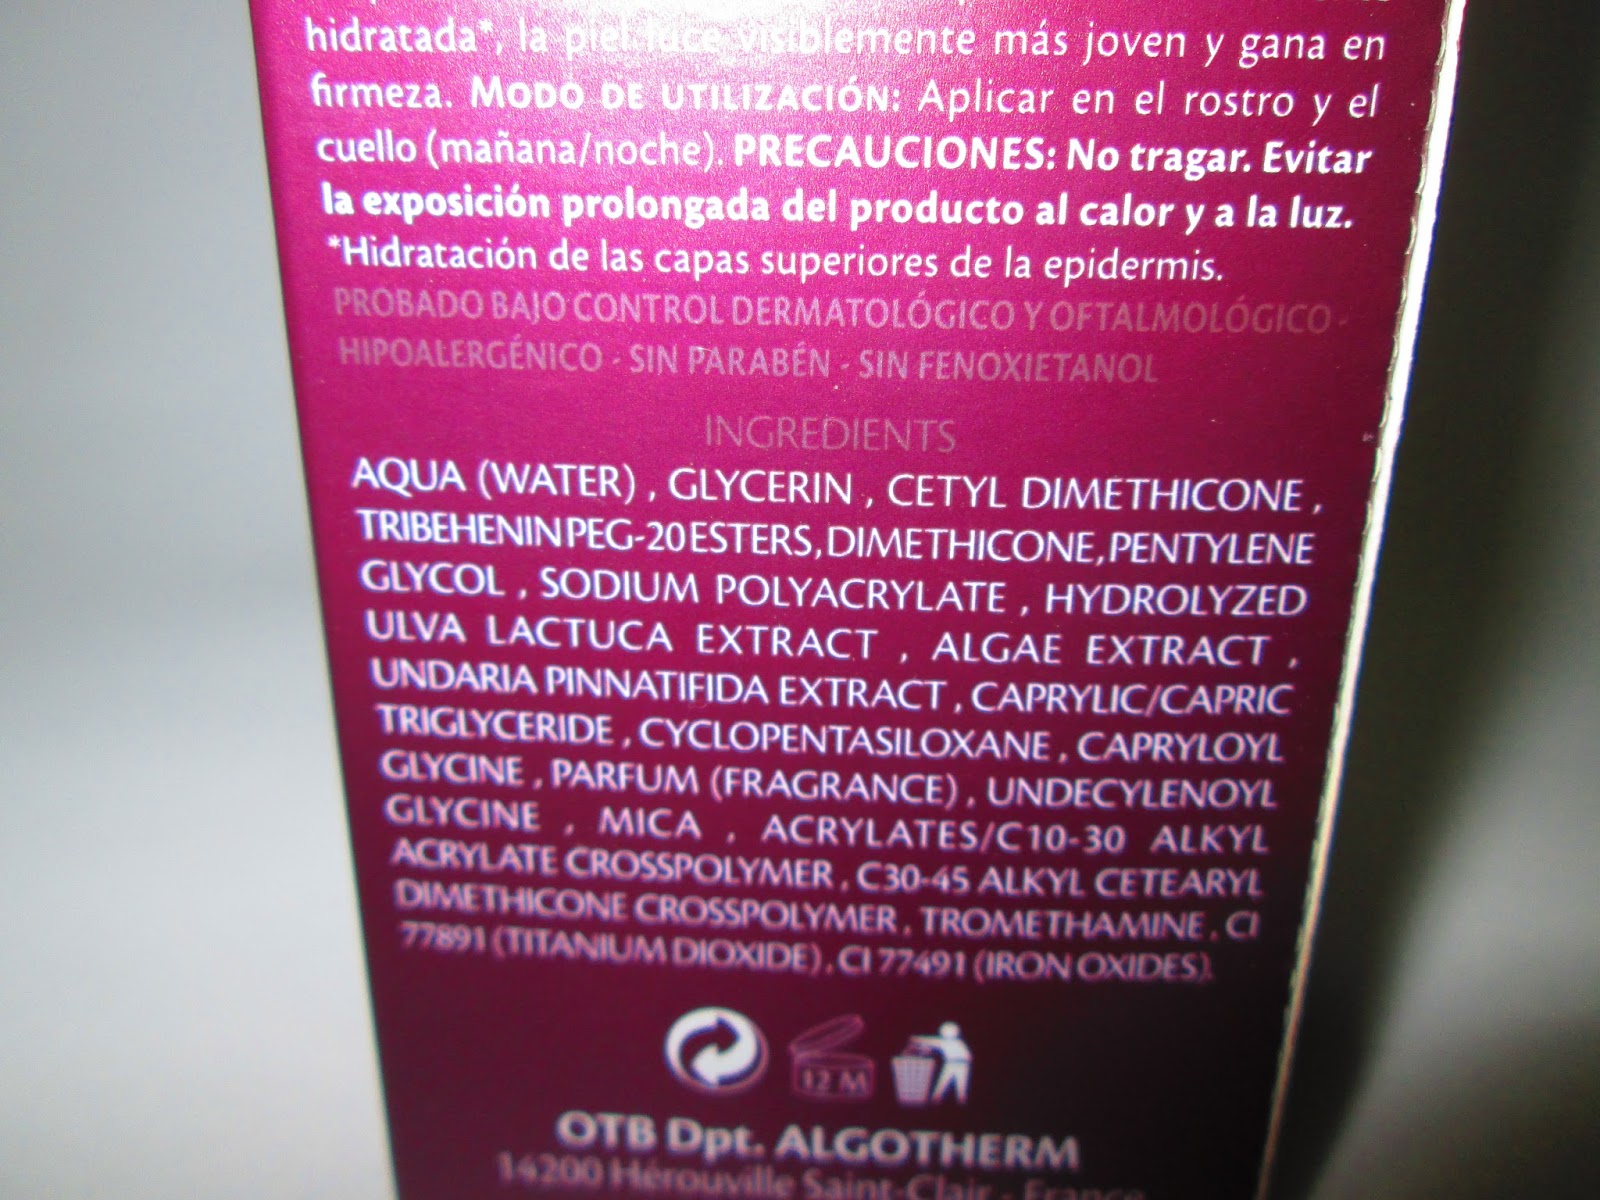 hidratada*, la piel luce visiblemente más joven y gana en
firmeza. MODO DE UTILIZACIÓN: Aplicar en el rostro y el
cuello (mañana/noche). PRECAUCIONES: No tragar. Evitar
la exposición prolongada del producto al calor y a la luz.
*Hidratación de las capas superiores de la epidermis.
PROBADO BAJO CONTROL DERMATOLÓGICO Y OFTALMOLÓGICO -
HIPOALERGÉNICO - SIN PARABÉN - SIN FENOXIETANOL
INGREDIENTS
AQUA (WATER) , GLYCERIN , CETYL DIMETHICONE ,
TRIBEHENIN PEG-20 ESTERS, DIMETHICONE, PENTYLENE
GLYCOL , SODIUM POLYACRYLATE , HYDROLYZED
ULVA LACTUCA EXTRACT , ALGAE EXTRACT ,
UNDARIA PINNATIFIDA EXTRACT , CAPRYLIC/CAPRIC
TRIGLYCERIDE , CYCLOPENTASILOXANE , CAPRYLOYL
GLYCINE , PARFUM (FRAGRANCE) , UNDECYLENOYL
GLYCINE , MICA , ACRYLATES/C10-30 ALKYL
ACRYLATE CROSSPOLYMER , C30-45 ALKYL CETEARYL
DIMETHICONE CROSSPOLYMER , TROMETHAMINE , CI
77891 (TITANIUM DIOXIDE) , CI 77491 (IRON OXIDES).
12 M
OTB Dpt. ALGOTHERM
14200 Hérouville Saint-Clair - France